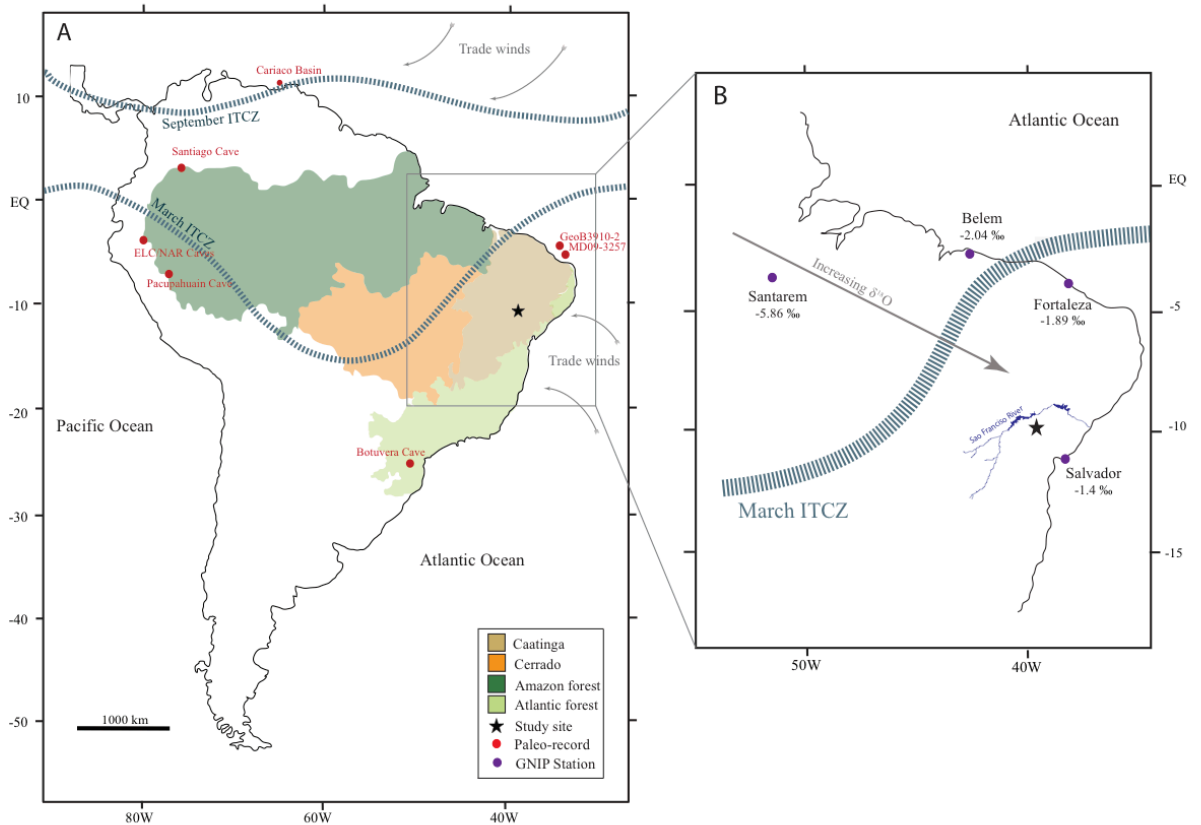 A
Trade winds
Cariaco Basin
10
September ITCZ
Santiago Cave
EQ
March ITCZ
GeoB3910-2
MD09-3257
ELC/NAR Caves
Pacupahuain Cave
-10
Trade winds
-20
Pacific Ocean
Botuvera Cave
-30
Atlantic Ocean
-40
Caatinga
Cerrado
Amazon forest
Atlantic forest
1000 km
Study site
-50
Paleo-record
GNIP Station
80W
60W
40W
B
Atlantic Ocean
EQ
Belem
-2.04 ‰
Increasing δ¹⁸O
Santarem
-5.86 ‰
Fortaleza
-1.89 ‰
-5
Sao Franciso River
-10
Salvador
-1.4 ‰
March ITCZ
-15
50W
40W